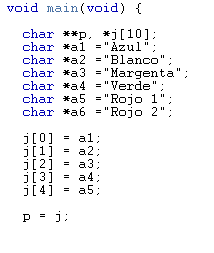 void main(void) {
char **p, *j[10];
char *a1 ="Azul";
char *a2 ="Blanco";
char *a3 ="Margenta";
char *a4 ="Verde";
char *a5 ="Rojo 1";
char *a6 ="Rojo 2";
j[0] = a1;
j[1] = a2;
j[2] = a3;
j[3] = a4;
j[4] = a5;
p = j;